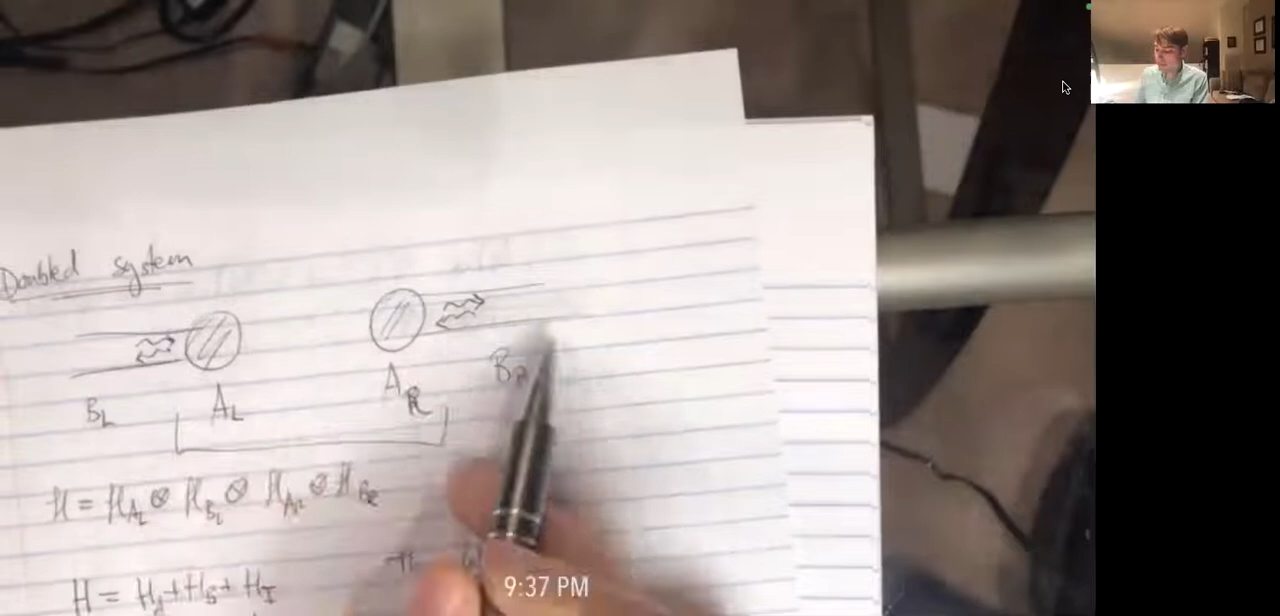 Doubled system
B_L A_L A_R B_R
H = H_{A_L} ⊗ H_{B_L} ⊗ H_{A_R} ⊗ H_{B_R}
H = H_A + H_B + H_I
9:37 PM